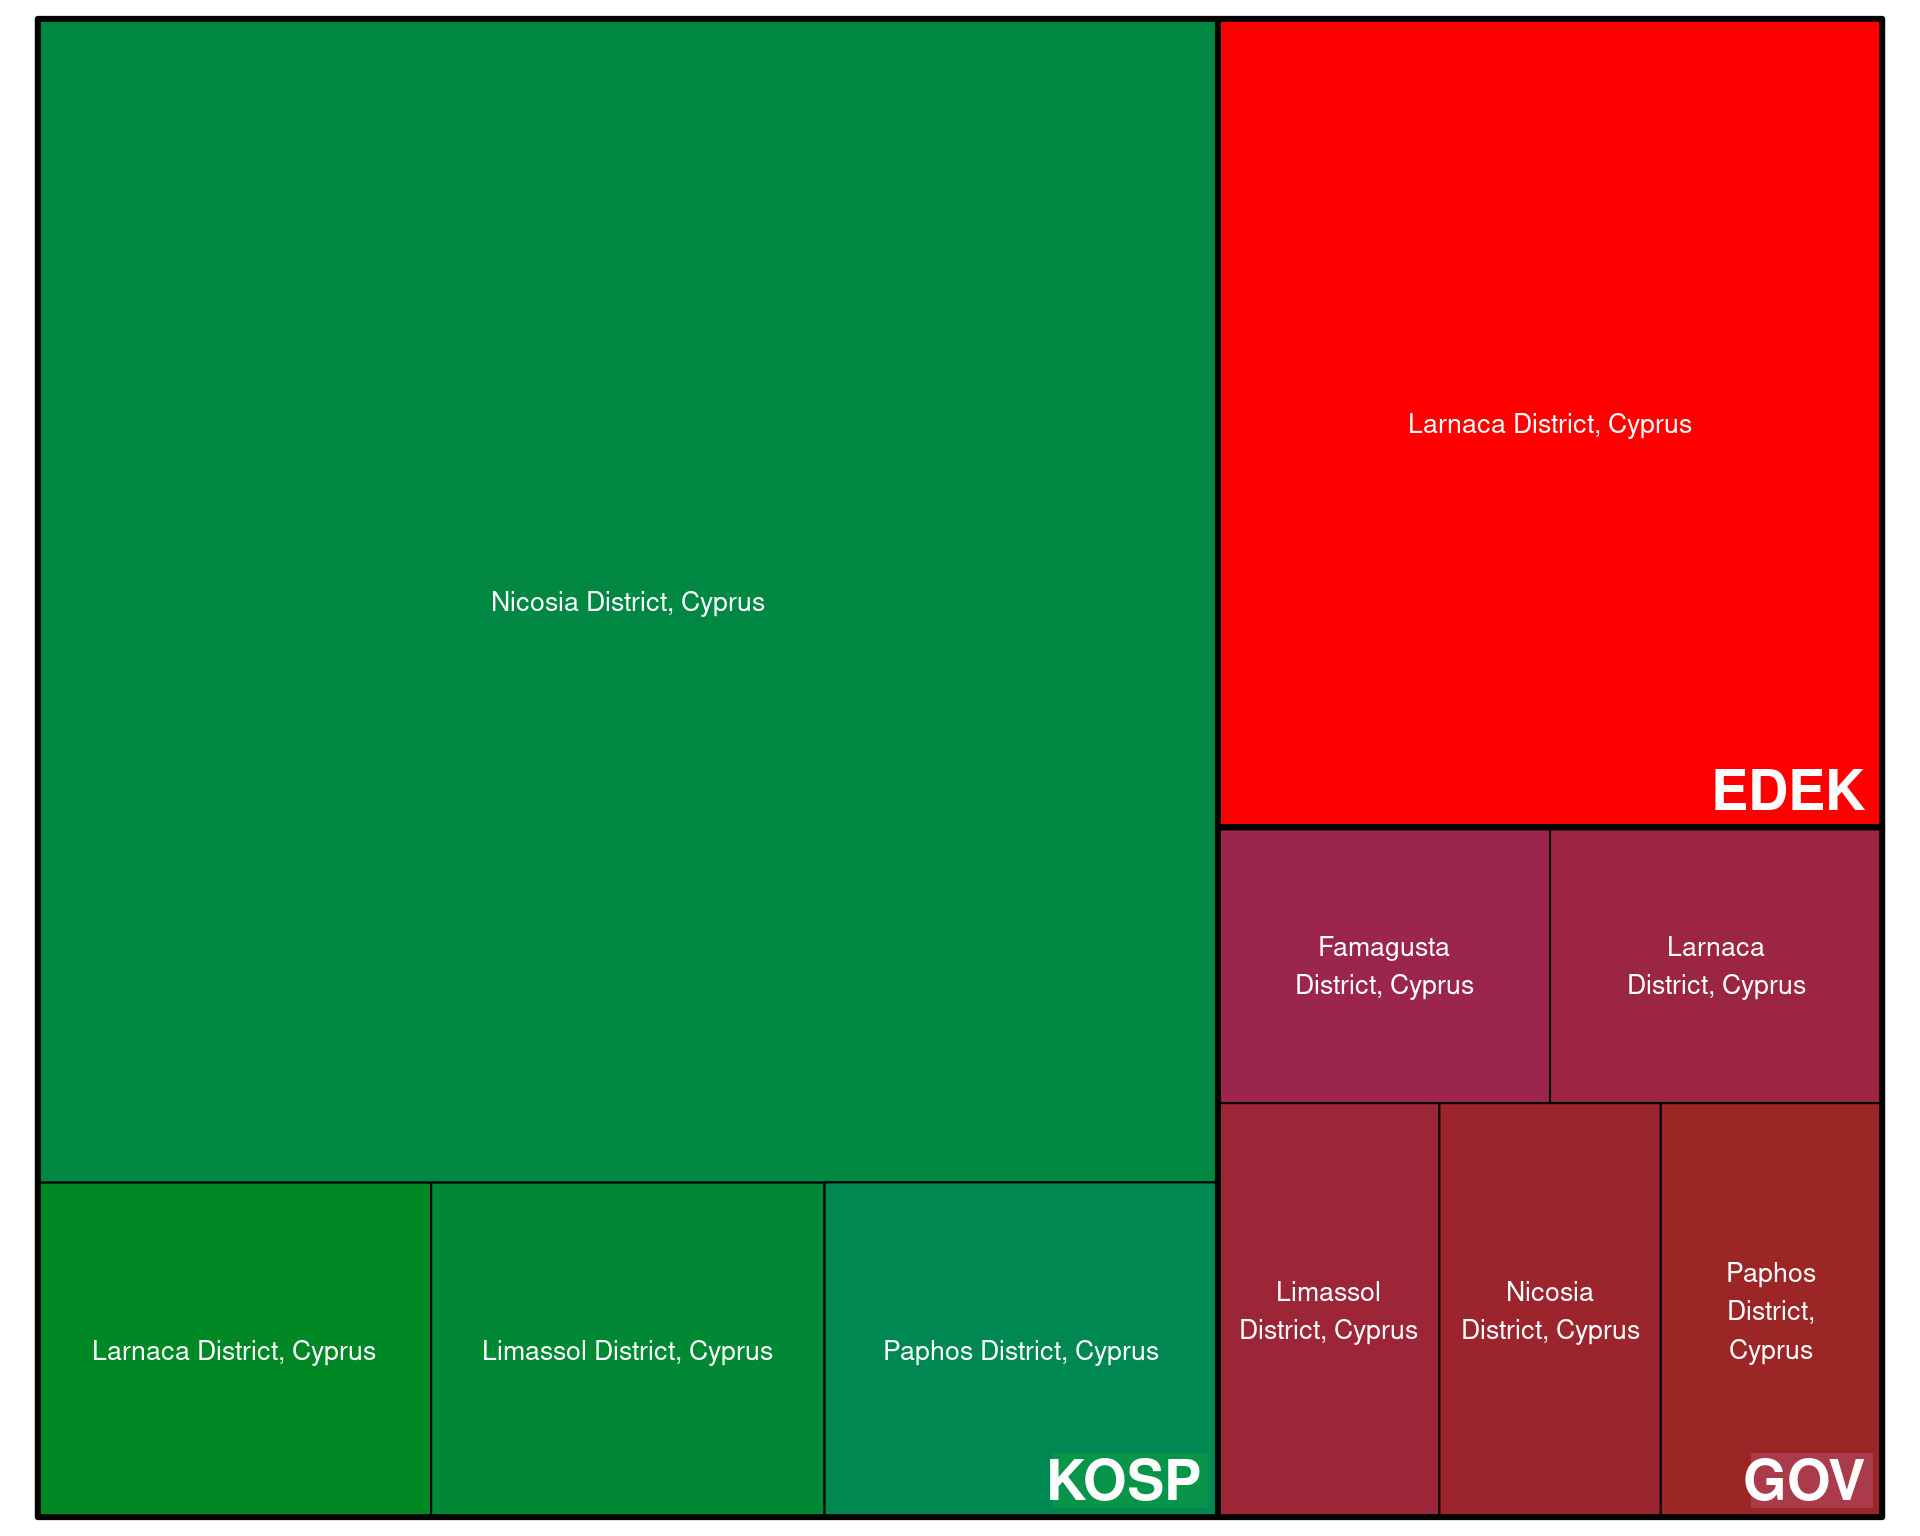 Nicosia District, Cyprus
Larnaca District, Cyprus
Limassol District, Cyprus
Paphos District, Cyprus
KOSP
Larnaca District, Cyprus
EDEK
Famagusta
District, Cyprus
Larnaca
District, Cyprus
Limassol
District, Cyprus
Nicosia
District, Cyprus
Paphos
District,
Cyprus
GOV